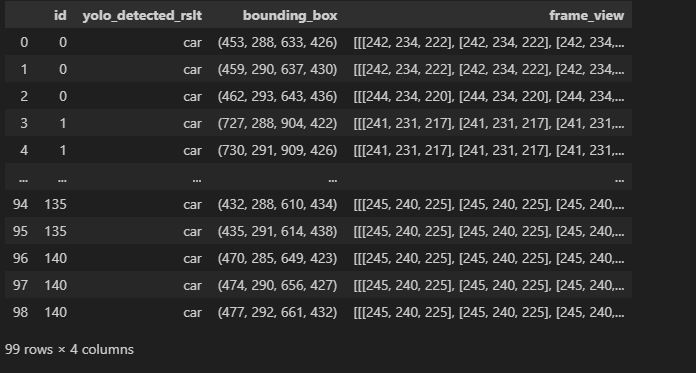 id yolo_detected_rslt bounding_box frame_view
0 0 car (453, 288, 633, 426) [[[242, 234, 222], [242, 234, 222], [242, 234,...
1 0 car (459, 290, 637, 430) [[[242, 234, 222], [242, 234, 222], [242, 234,...
2 0 car (462, 293, 643, 436) [[[244, 234, 220], [244, 234, 220], [244, 234,...
3 1 car (727, 288, 904, 422) [[[241, 231, 217], [241, 231, 217], [241, 231,...
4 1 car (730, 291, 909, 426) [[[241, 231, 217], [241, 231, 217], [241, 231,...
... ... ... ... ...
94 135 car (432, 288, 610, 434) [[[245, 240, 225], [245, 240, 225], [245, 240,...
95 135 car (435, 291, 614, 438) [[[245, 240, 225], [245, 240, 225], [245, 240,...
96 140 car (470, 285, 649, 423) [[[245, 240, 225], [245, 240, 225], [245, 240,...
97 140 car (474, 290, 656, 427) [[[245, 240, 225], [245, 240, 225], [245, 240,...
98 140 car (477, 292, 661, 432) [[[245, 240, 225], [245, 240, 225], [245, 240,...
99 rows × 4 columns